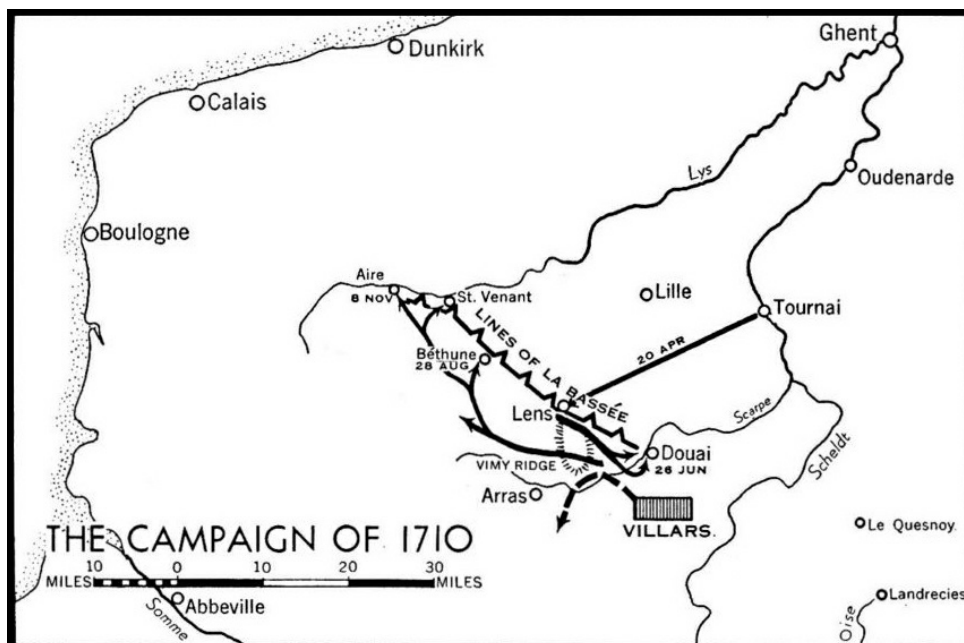 Dunkirk
Ghent
Calais
Lys
Oudenarde
Boulogne
Aire
8 NOV
St. Venant
Lille
Tournai
LINES OF LA BASSÉE
20 APR
Béthune
28 AUG
Lens
Scarpe
Scheldt
VIMY RIDGE
Douai
26 JUN
Arras
VILLARS.
Le Quesnoy.
THE CAMPAIGN OF 1710
10 0 10 20 30
MILES MILES
Abbeville
Somme
Landrecies
Oise